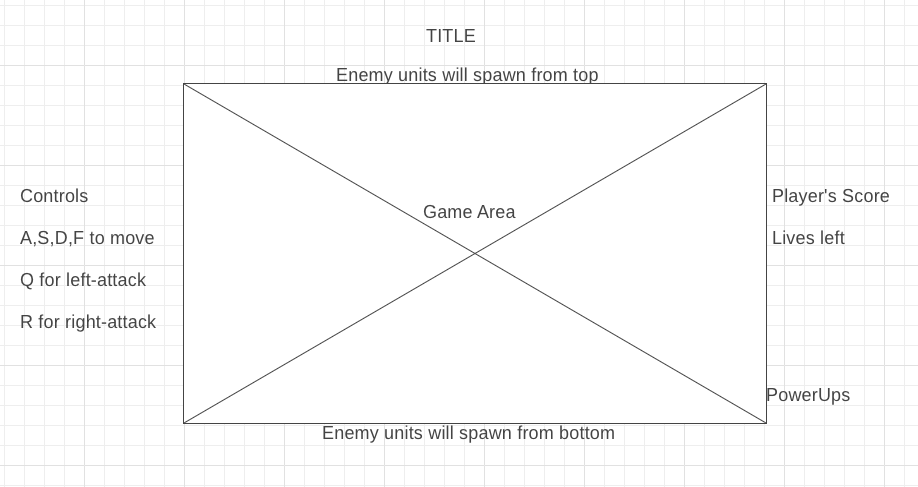 TITLE
Enemy units will spawn from top
Controls
A,S,D,F to move
Q for left-attack
R for right-attack
Game Area
Player's Score
Lives left
PowerUps
Enemy units will spawn from bottom